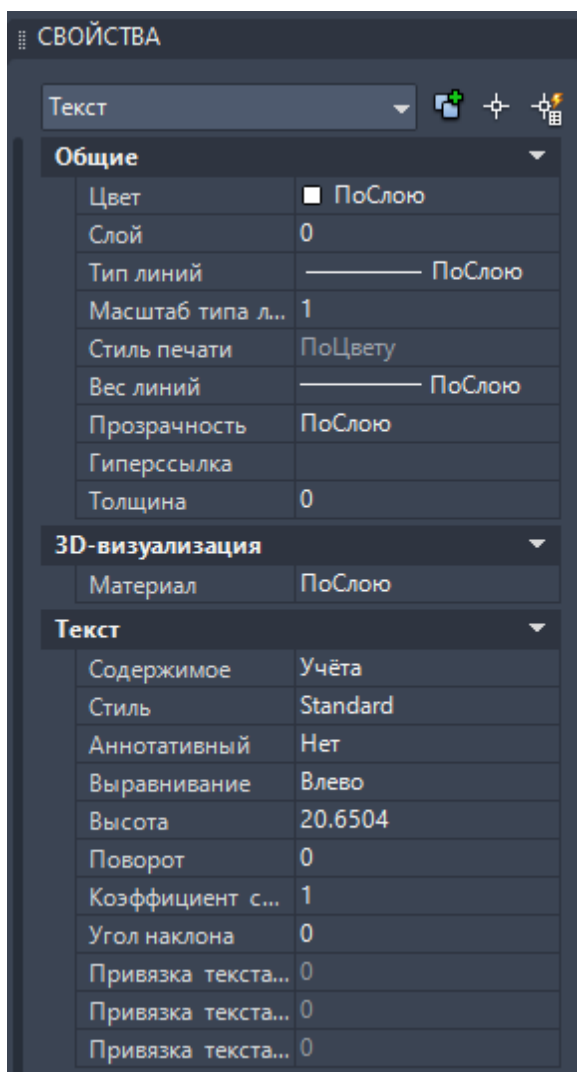 СВОЙСТВА
Текст
Общие
Цвет ПоСлою
Слой 0
Тип линий ПоСлою
Масштаб типа л... 1
Стиль печати ПоЦвету
Вес линий ПоСлою
Прозрачность ПоСлою
Гиперссылка
Толщина 0
3D-визуализация
Материал ПоСлою
Текст
Содержимое Учёта
Стиль Standard
Аннотативный Нет
Выравнивание Влево
Высота 20.6504
Поворот 0
Коэффициент с... 1
Угол наклона 0
Привязка текста... 0
Привязка текста... 0
Привязка текста... 0